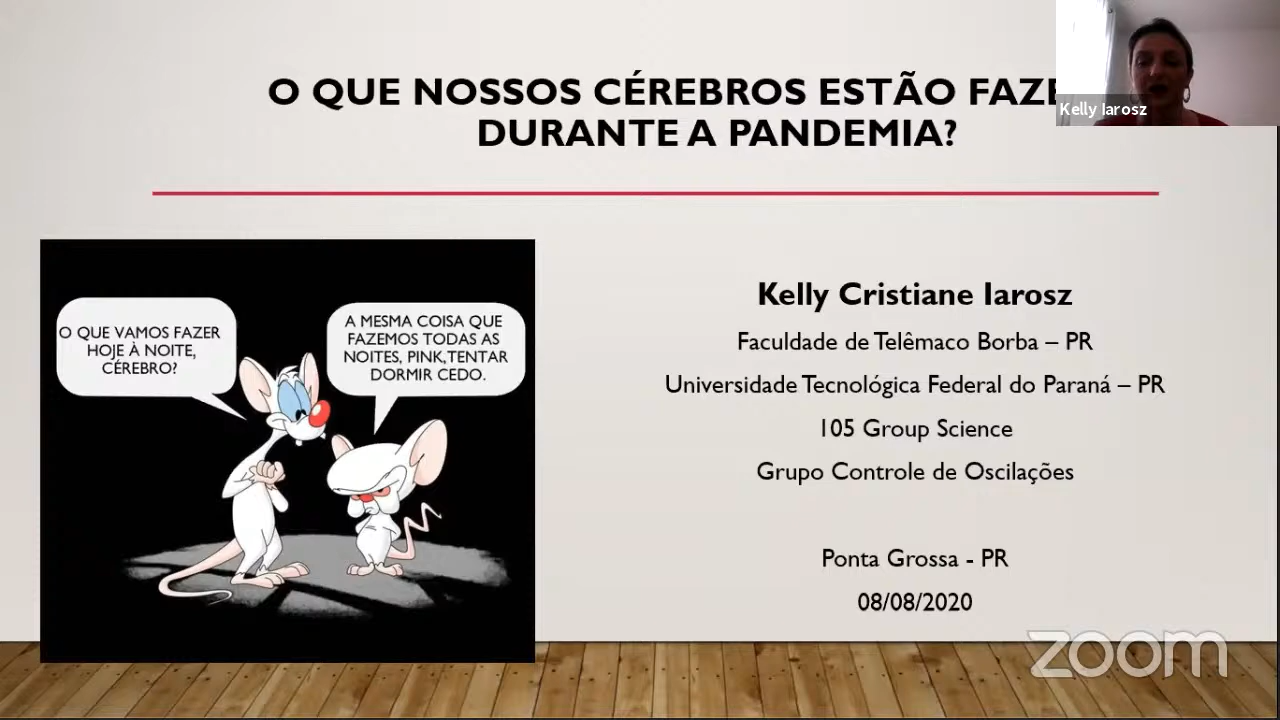 O QUE NOSSOS CÉREBROS ESTÃO FAZE
DURANTE A PANDEMIA?
Kelly Iarosz
O QUE VAMOS FAZER
HOJE À NOITE,
CÉREBRO?
A MESMA COISA QUE
FAZEMOS TODAS AS
NOITES, PINK,TENTAR
DORMIR CEDO.
Kelly Cristiane Iarosz
Faculdade de Telêmaco Borba – PR
Universidade Tecnológica Federal do Paraná – PR
105 Group Science
Grupo Controle de Oscilações
Ponta Grossa - PR
08/08/2020
zoom